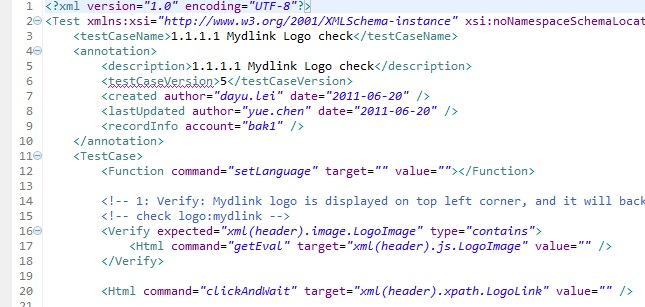 1 <?xml version="1.0" encoding="UTF-8"?>
2 <Test xmlns:xsi="http://www.w3.org/2001/XMLSchema-instance" xsi:noNamespaceSchemaLocat
3 <testCaseName>1.1.1.1 Mydlink Logo check</testCaseName>
4 <annotation>
5 <description>1.1.1.1 Mydlink Logo check</description>
6 <testCaseVersion>5</testCaseVersion>
7 <created author="dayu.lei" date="2011-06-20" />
8 <lastUpdated author="yue.chen" date="2011-06-20" />
9 <recordInfo account="bak1" />
10 </annotation>
11 <TestCase>
12 <Function command="setLanguage" target="" value=""></Function>
13
14 <!-- 1: Verify: Mydlink logo is displayed on top left corner, and it will back
15 <!-- check logo:mydlink -->
16 <Verify expected="xml(header).image.LogoImage" type="contains">
17 <Html command="getEval" target="xml(header).js.LogoImage" value="" />
18 </Verify>
19
20 <Html command="clickAndWait" target="xml(header).xpath.LogoLink" value="" />